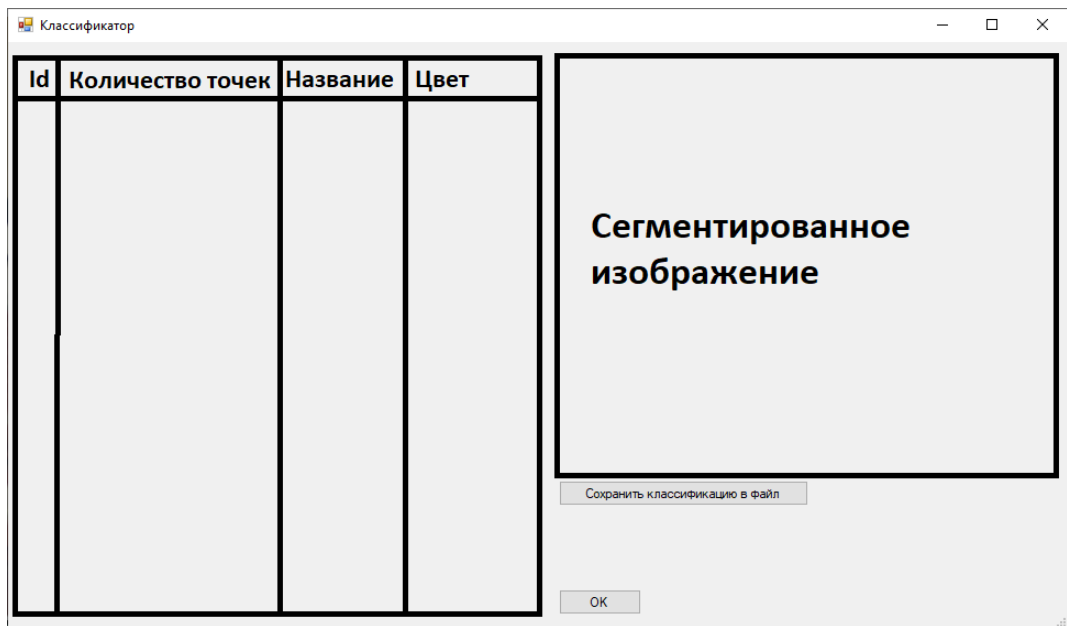 Классификатор
Id Количество точек Название Цвет
Сегментированное
изображение
Сохранить классификацию в файл
OK